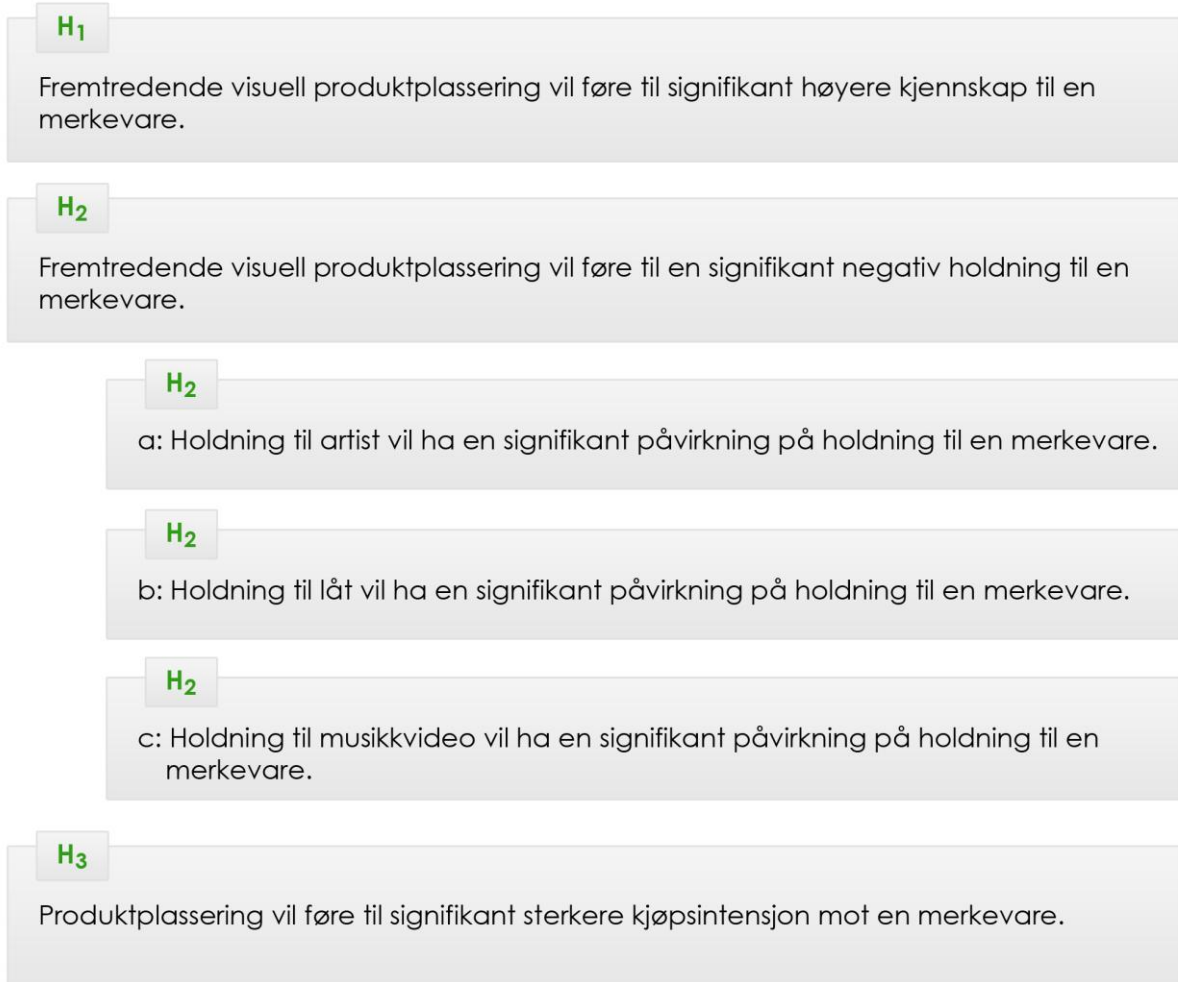 H1
Fremtredende visuell produktplassering vil føre til signifikant høyere kjennskap til en
merkevare.
H2
Fremtredende visuell produktplassering vil føre til en signifikant negativ holdning til en
merkevare.
H2
a: Holdning til artist vil ha en signifikant påvirkning på holdning til en merkevare.
H2
b: Holdning til låt vil ha en signifikant påvirkning på holdning til en merkevare.
H2
c: Holdning til musikkvideo vil ha en signifikant påvirkning på holdning til en
merkevare.
H3
Produktplassering vil føre til signifikant sterkere kjøpsintensjon mot en merkevare.